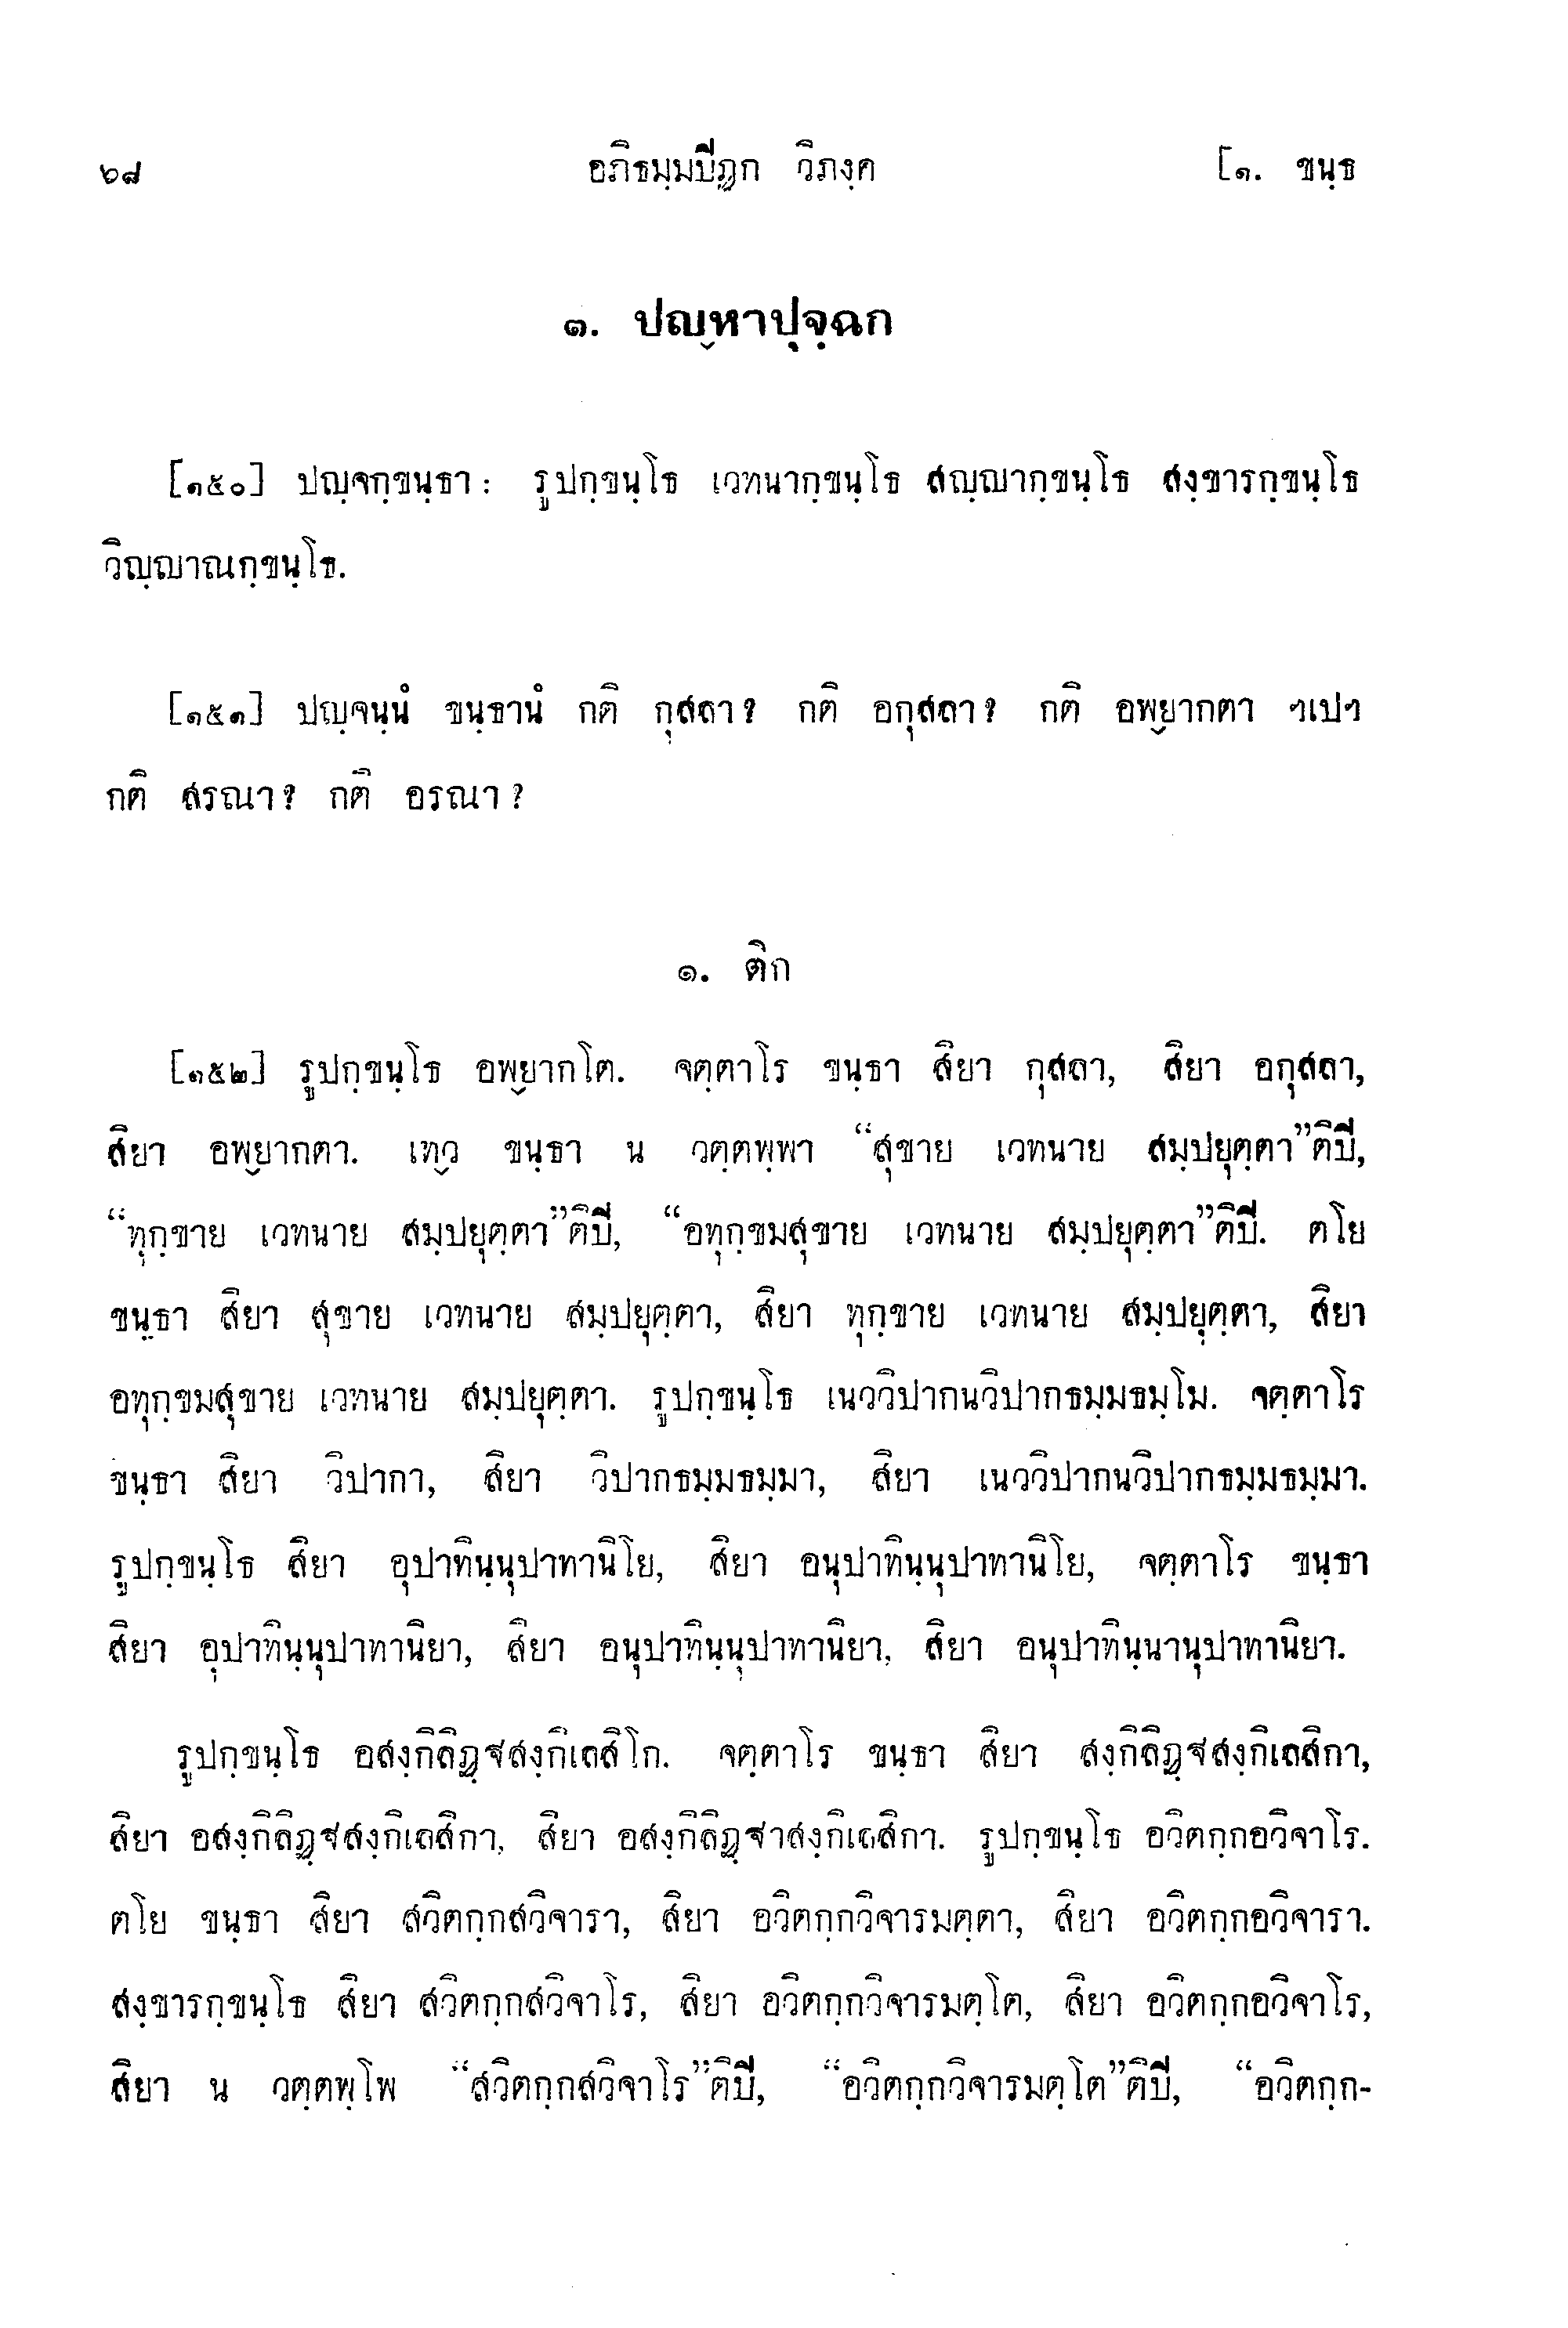 ๖๘ อภิธมฺมปิฏก วิภงฺค [๑. ขนฺธ
๑. ปญฺหาปุจฺฉก
[๑๕๐] ปญฺจกฺขนฺธา : รูปกฺขนฺโธ เวทนากฺขนฺโธ สญฺญากฺขนฺโธ สงฺขารกฺขนฺโธ
วิญฺญาณกฺขนฺโธ.
[๑๕๑] ปญฺจนฺนํ ขนฺธานํ กติ กุสลา? กติ อกุสลา? กติ อพฺยากตา ฯเปฯ
กติ สรณา? กติ อรณา?
๑. ติก
[๑๕๒] รูปกฺขนฺโธ อพฺยากโต. จตฺตาโร ขนฺธา สิยา กุสลา, สิยา อกุสลา,
สิยา อพฺยากตา. เทฺว ขนฺธา น วตฺตพฺพา “สุขาย เวทนาย สมฺปยุตฺตา”ติปี,
“ทุกฺขาย เวทนาย สมฺปยุตฺตา”ติปี, “อทุกฺขมสุขาย เวทนาย สมฺปยุตฺตา”ติปี. ตโย
ขนฺธา สิยา สุขาย เวทนาย สมฺปยุตฺตา, สิยา ทุกฺขาย เวทนาย สมฺปยุตฺตา, สิยา
อทุกฺขมสุขาย เวทนาย สมฺปยุตฺตา. รูปกฺขนฺโธ เนววิปากนวิปากธมฺมธมฺโม. จตฺตาโร
ขนฺธา สิยา วิปากา, สิยา วิปากธมฺมธมฺมา, สิยา เนววิปากนวิปากธมฺมธมฺมา.
รูปกฺขนฺโธ สิยา อุปาทินฺนุปาทานิโย, สิยา อนุปาทินฺนุปาทานิโย, จตฺตาโร ขนฺธา
สิยา อุปาทินฺนุปาทานิยา, สิยา อนุปาทินฺนุปาทานิยา, สิยา อนุปาทินฺนานุปาทานิยา.
รูปกฺขนฺโธ อสงฺกิลิฏฺฐสงฺกิเลสิโก. จตฺตาโร ขนฺธา สิยา สงฺกิลิฏฺฐสงฺกิเลสิกา,
สิยา อสงฺกิลิฏฺฐสงฺกิเลสิกา, สิยา อสงฺกิลิฏฺฐาสงฺกิเลสิกา. รูปกฺขนฺโธ อวิตกฺกอวิจาโร.
ตโย ขนฺธา สิยา สวิตกฺกสวิจารา, สิยา อวิตกฺกวิจารมตฺตา, สิยา อวิตกฺกอวิจารา.
สงฺขารกฺขนฺโธ สิยา สวิตกฺกสวิจาโร, สิยา อวิตกฺกวิจารมตฺโต, สิยา อวิตกฺกอวิจาโร,
สิยา น วตฺตพฺโพ “สวิตกฺกสวิจาโร”ติปี, “อวิตกฺกวิจารมตฺโต”ติปี, “อวิตกฺก-